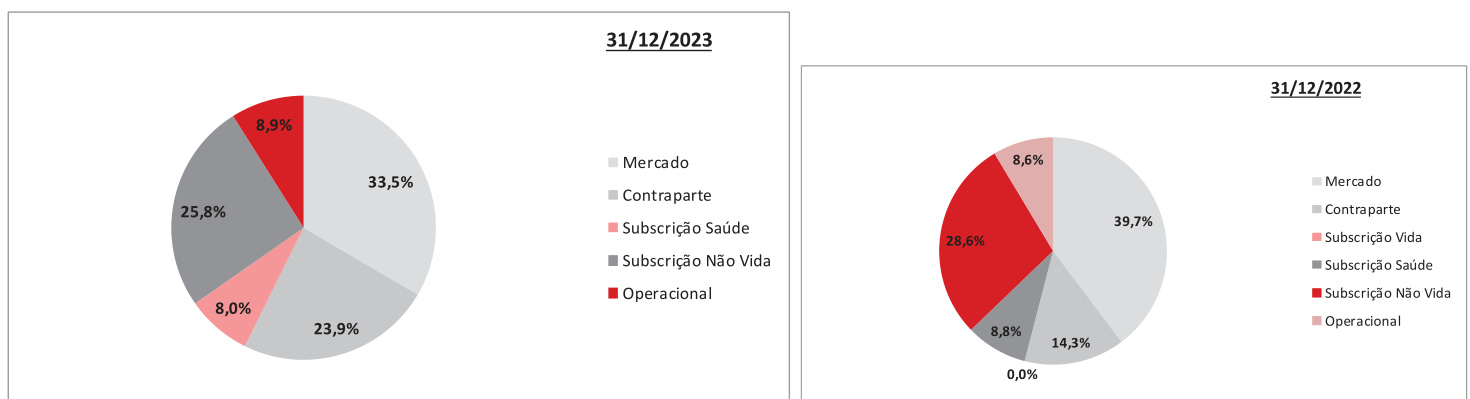 31/12/2023
8,9%
33,5%
25,8%
8,0%
23,9%
Mercado
Contraparte
Subscrição Saúde
Subscrição Não Vida
Operacional
31/12/2022
8,6%
39,7%
28,6%
8,8%
14,3%
0,0%
Mercado
Contraparte
Subscrição Vida
Subscrição Saúde
Subscrição Não Vida
Operacional